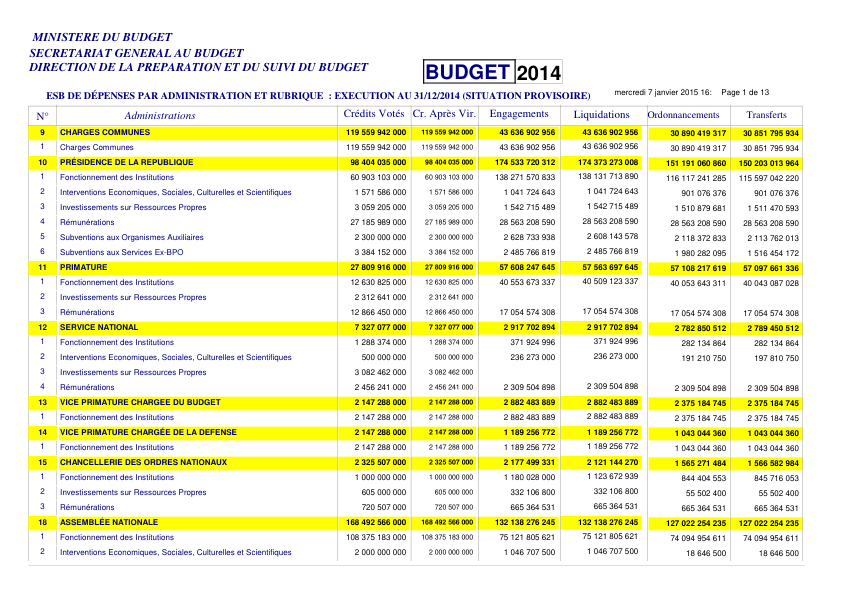 MINISTERE DU BUDGET
SECRETARIAT GENERAL AU BUDGET
DIRECTION DE LA PREPARATION ET DU SUIVI DU BUDGET
BUDGET 2014
ESB DE DÉPENSES PAR ADMINISTRATION ET RUBRIQUE : EXECUTION AU 31/12/2014 (SITUATION PROVISOIRE) mercredi 7 janvier 2015 16: Page 1 de 13
N° Administrations Crédits Votés Cr. Après Vir. Engagements Liquidations Ordonnancements Transferts
9 CHARGES COMMUNES 119 559 942 000 119 559 942 000 43 636 902 956 43 636 902 956 30 890 419 317 30 851 795 934
1 Charges Communes 119 559 942 000 119 559 942 000 43 636 902 956 43 636 902 956 30 890 419 317 30 851 795 934
10 PRÉSIDENCE DE LA REPUBLIQUE 98 404 035 000 98 404 035 000 174 533 720 312 174 373 273 008 151 191 060 860 150 203 013 964
1 Fonctionnement des Institutions 60 903 103 000 60 903 103 000 138 271 570 833 138 131 713 890 116 117 241 285 115 597 042 220
2 Interventions Economiques, Sociales, Culturelles et Scientifiques 1 571 586 000 1 571 586 000 1 041 724 643 1 041 724 643 901 076 376 901 076 376
3 Investissements sur Ressources Propres 3 059 205 000 3 059 205 000 1 542 715 489 1 542 715 489 1 510 879 681 1 511 470 593
4 Rémunérations 27 185 989 000 27 185 989 000 28 563 208 590 28 563 208 590 28 563 208 590 28 563 208 590
5 Subventions aux Organismes Auxiliaires 2 300 000 000 2 300 000 000 2 628 733 938 2 608 143 578 2 118 372 833 2 113 762 013
6 Subventions aux Services Ex-BPO 3 384 152 000 3 384 152 000 2 485 766 819 2 485 766 819 1 980 282 095 1 516 454 172
11 PRIMATURE 27 809 916 000 27 809 916 000 57 608 247 645 57 563 697 645 57 108 217 619 57 097 661 336
1 Fonctionnement des Institutions 12 630 825 000 12 630 825 000 40 553 673 337 40 509 123 337 40 053 643 311 40 043 087 028
2 Investissements sur Ressources Propres 2 312 641 000 2 312 641 000
3 Rémunérations 12 866 450 000 12 866 450 000 17 054 574 308 17 054 574 308 17 054 574 308 17 054 574 308
12 SERVICE NATIONAL 7 327 077 000 7 327 077 000 2 917 702 894 2 917 702 894 2 782 850 512 2 789 450 512
1 Fonctionnement des Institutions 1 288 374 000 1 288 374 000 371 924 996 371 924 996 282 134 864 282 134 864
2 Interventions Economiques, Sociales, Culturelles et Scientifiques 500 000 000 500 000 000 236 273 000 236 273 000 191 210 750 197 810 750
3 Investissements sur Ressources Propres 3 082 462 000 3 082 462 000
4 Rémunérations 2 456 241 000 2 456 241 000 2 309 504 898 2 309 504 898 2 309 504 898 2 309 504 898
13 VICE PRIMATURE CHARGEE DU BUDGET 2 147 288 000 2 147 288 000 2 882 483 889 2 882 483 889 2 375 184 745 2 375 184 745
1 Fonctionnement des Institutions 2 147 288 000 2 147 288 000 2 882 483 889 2 882 483 889 2 375 184 745 2 375 184 745
14 VICE PRIMATURE CHARGÉE DE LA DEFENSE 2 147 288 000 2 147 288 000 1 189 256 772 1 189 256 772 1 043 044 360 1 043 044 360
1 Fonctionnement des Institutions 2 147 288 000 2 147 288 000 1 189 256 772 1 189 256 772 1 043 044 360 1 043 044 360
15 CHANCELLERIE DES ORDRES NATIONAUX 2 325 507 000 2 325 507 000 2 177 499 331 2 121 144 270 1 565 271 484 1 566 582 984
1 Fonctionnement des Institutions 1 000 000 000 1 000 000 000 1 180 028 000 1 123 672 939 844 404 553 845 716 053
2 Investissements sur Ressources Propres 605 000 000 605 000 000 332 106 800 332 106 800 55 502 400 55 502 400
3 Rémunérations 720 507 000 720 507 000 665 364 531 665 364 531 665 364 531 665 364 531
18 ASSEMBLÉE NATIONALE 168 492 566 000 168 492 566 000 132 138 276 245 132 138 276 245 127 022 254 235 127 022 254 235
1 Fonctionnement des Institutions 108 375 183 000 108 375 183 000 75 121 805 621 75 121 805 621 74 094 954 611 74 094 954 611
2 Interventions Economiques, Sociales, Culturelles et Scientifiques 2 000 000 000 2 000 000 000 1 046 707 500 1 046 707 500 18 646 500 18 646 500